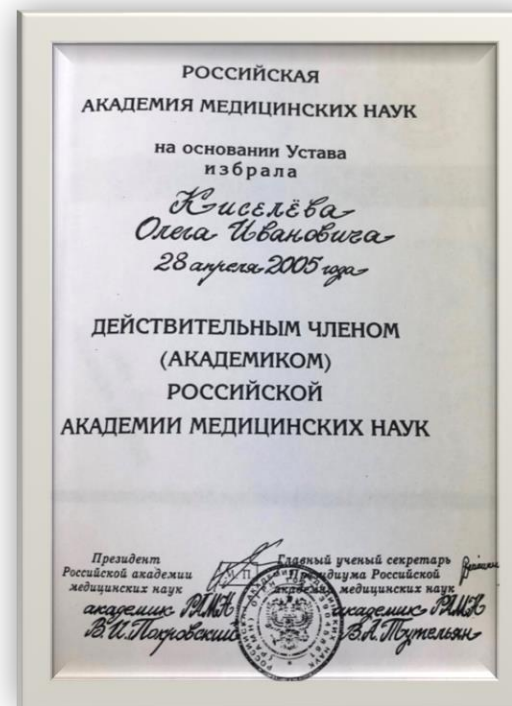 РОССИЙСКАЯ
АКАДЕМИЯ МЕДИЦИНСКИХ НАУК
на основании Устава
избрала
Киселёва
Олега Ивановича
28 апреля 2005 года
ДЕЙСТВИТЕЛЬНЫМ ЧЛЕНОМ
(АКАДЕМИКОМ)
РОССИЙСКОЙ
АКАДЕМИИ МЕДИЦИНСКИХ НАУК
Президент
Российской академии
медицинских наук
академик РАМН
В.И.Покровский
М П
Главный ученый секретарь
Президиума Российской
академии медицинских наук
академик РАМН
В.А.Тутельян